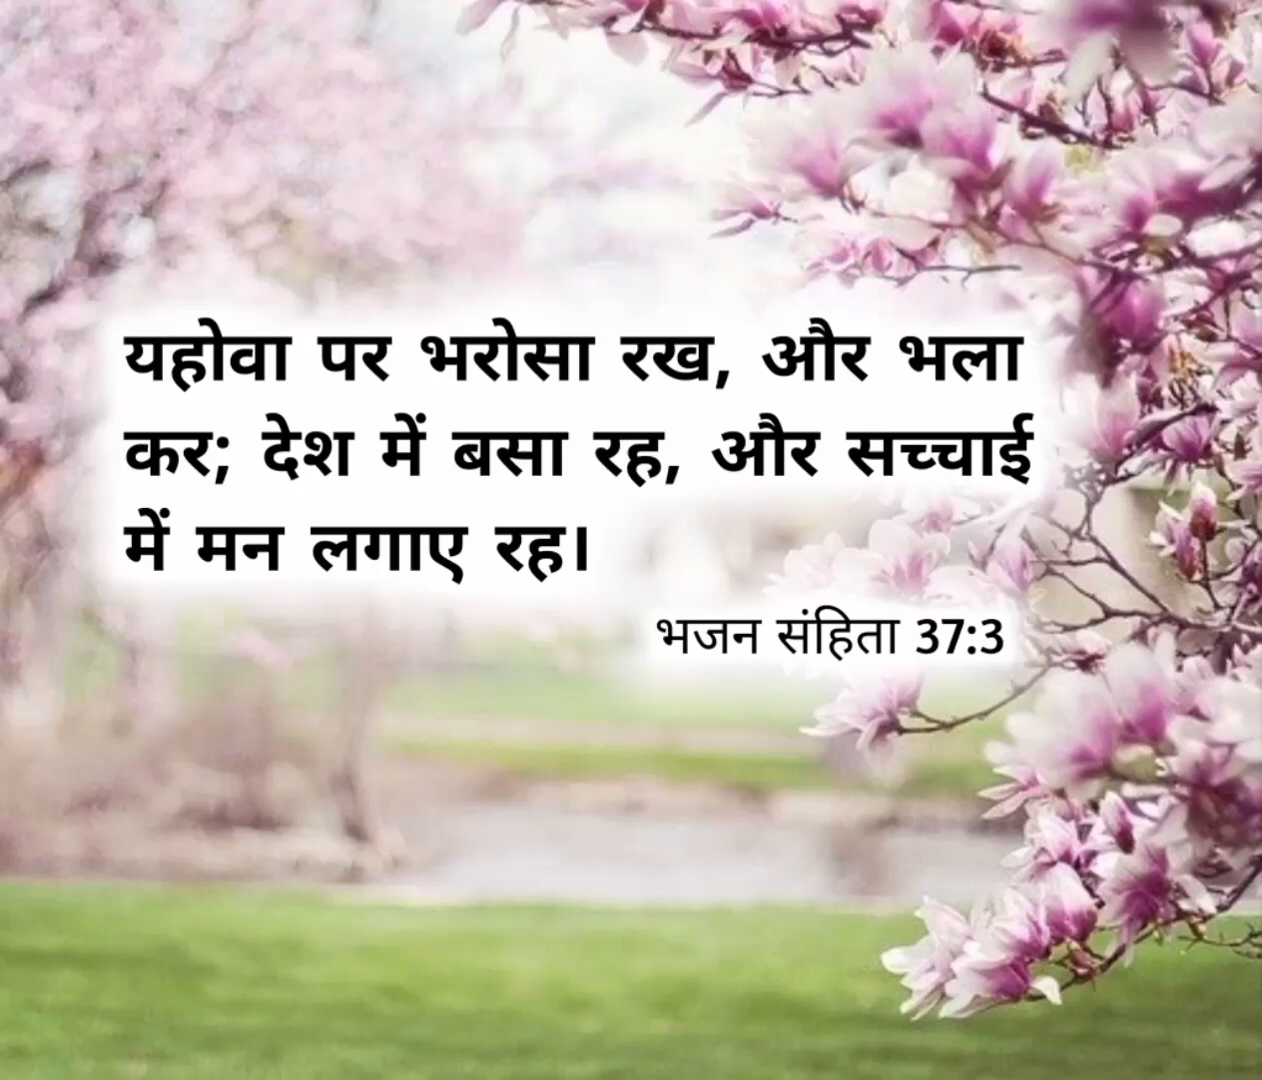 यहोवा पर भरोसा रख, और भला
कर; देश में बसा रह, और सच्चाई
में मन लगाए रह।
भजन संहिता 37:3